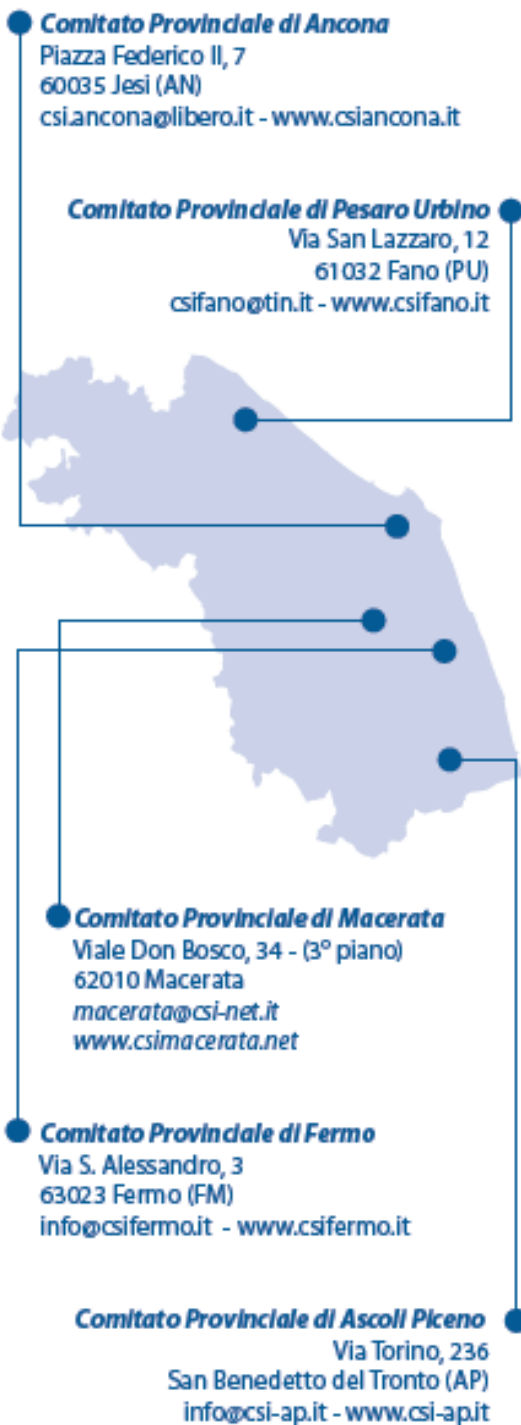 Comitato Provinciale di Ancona
Piazza Federico II, 7
60035 Jesi (AN)
csi.ancona@libero.it - www.csiancona.it
Comitato Provinciale di Pesaro Urbino
Via San Lazzaro, 12
61032 Fano (PU)
csifano@tin.it - www.csifano.it
Comitato Provinciale di Macerata
Viale Don Bosco, 34 - (3º piano)
62010 Macerata
macerata@csi-net.it
www.csimacerata.net
Comitato Provinciale di Fermo
Via S. Alessandro, 3
63023 Fermo (FM)
info@csifermo.it - www.csifermo.it
Comitato Provinciale di Ascoli Piceno
Via Torino, 236
San Benedetto del Tronto (AP)
info@csi-ap.it - www.csi-ap.it